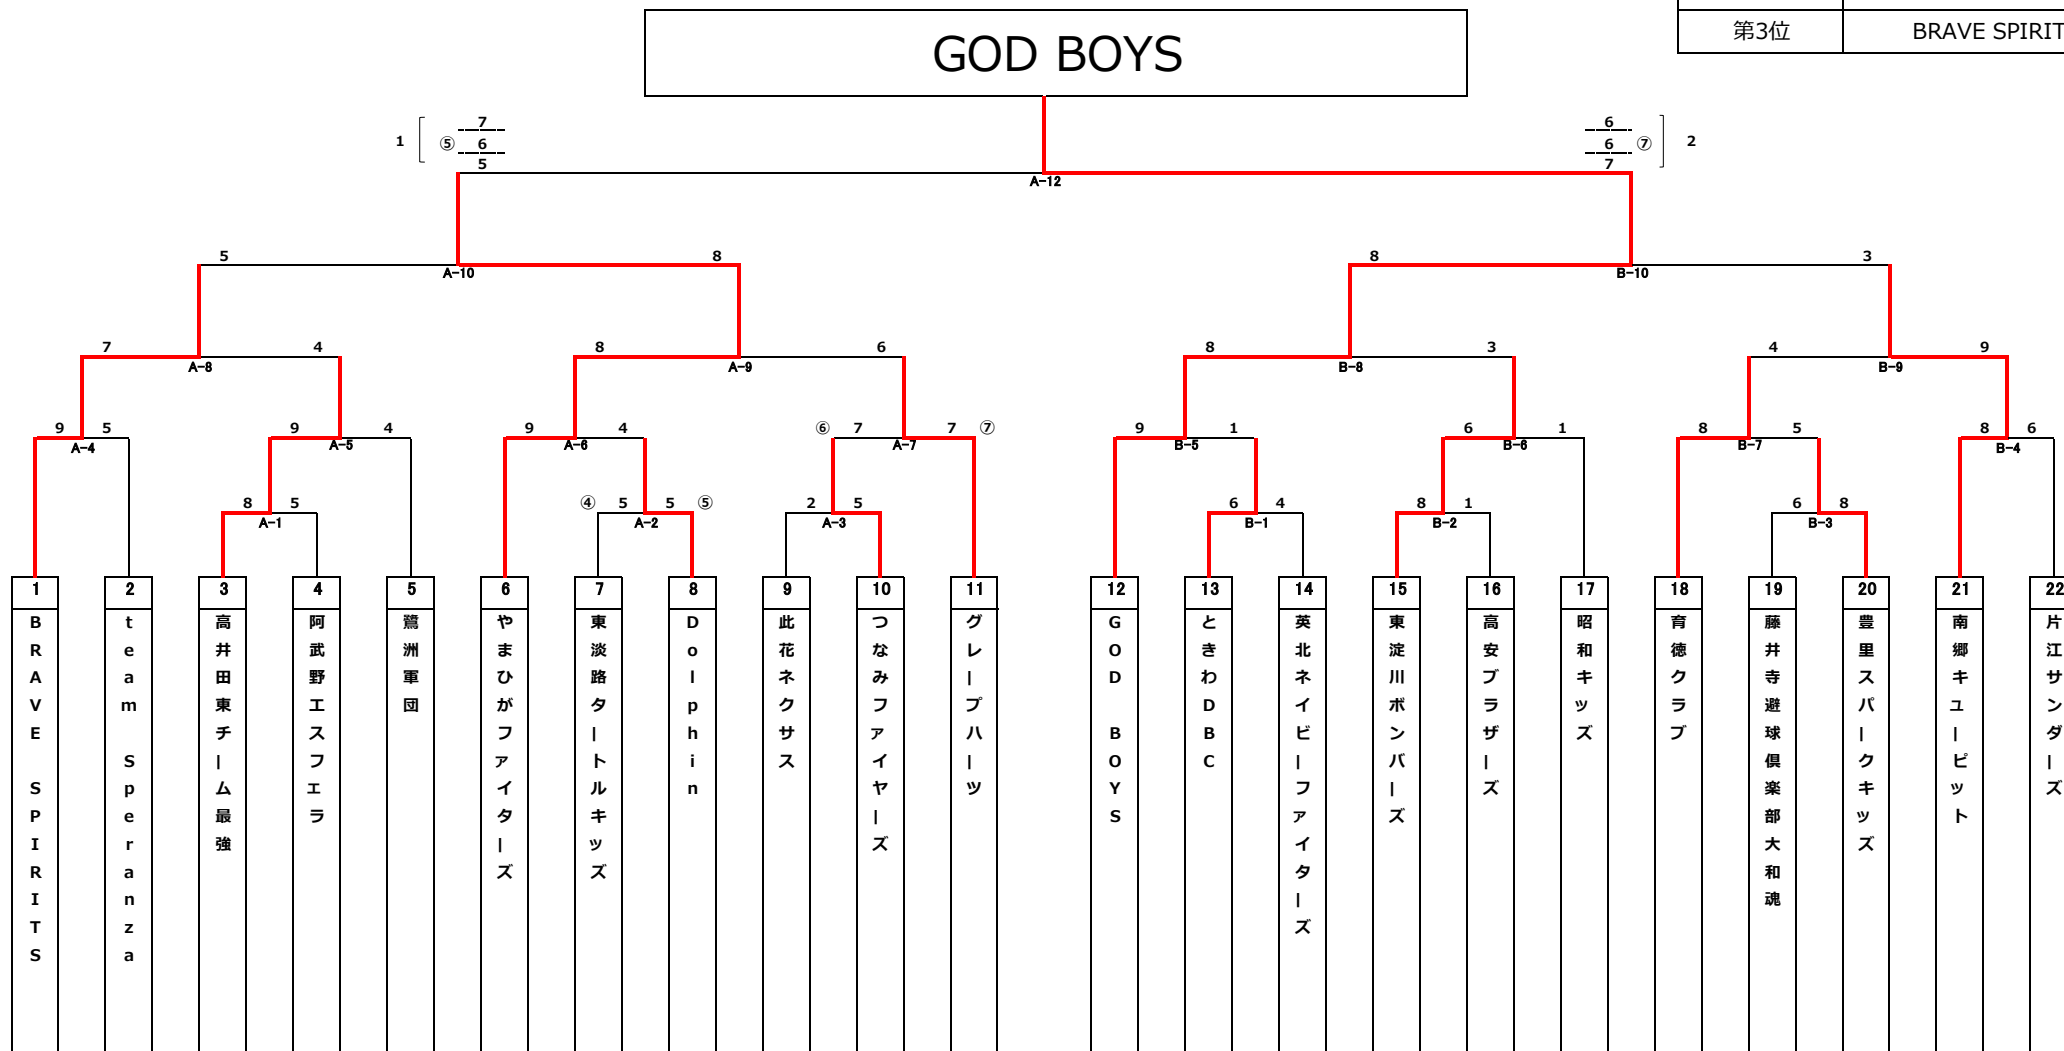 GOD BOYS
第3位 BRAVE SPIRIT
7 6
1 ⑤ 6 6 ⑦ 2
5 7
A-12
5 8 8 3
A-10 B-10
7 4 8 6 8 3 4 9
A-8 A-9 B-8 B-9
9 5 9 4 9 4 ⑥ 7 7 ⑦ 9 1 6 1 8 5 8 6
A-4 A-5 A-6 A-7 B-5 B-6 B-7 B-4
8 5 ④ 5 5 ⑤ 2 5 6 4 8 1 6 8
A-1 A-2 A-3 B-1 B-2 B-3
1 2 3 4 5 6 7 8 9 10 11 12 13 14 15 16 17 18 19 20 21 22
BRAVE SPIRITS
team Speranza
高井田東チーム最強
阿武野エスフェラ
鷺洲軍団
やまひがファイターズ
東淡路タートルキッズ
Dolphin
此花ネクサス
つなみファイヤーズ
グレープハーツ
GOD BOYS
ときわDBC
英北ネイビーファイターズ
東淀川ボンバーズ
高安ブラザーズ
昭和キッズ
育徳クラブ
藤井寺避球倶楽部大和魂
豊里スパークキッズ
南郷キューピット
片江サンダーズ